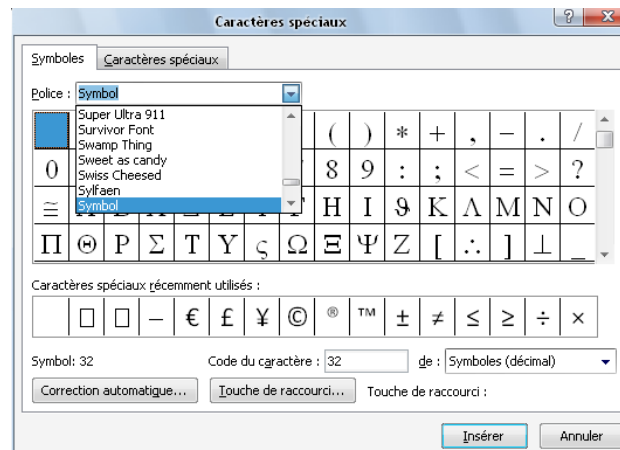 Caractères spéciaux
Symboles Caractères spéciaux
Police : Symbol
Super Ultra 911
Survivor Font
Swamp Thing
Sweet as candy
Swiss Cheesed
Sylfaen
Symbol
( ) ∗ + , − . /
0 8 9 : ; < = > ?
≅ Η Ι ϑ Κ Λ Μ Ν Ο
Π Θ Ρ Σ Τ Υ ς Ω Ξ Ψ Ζ [ ∴ ] ⊥ _
Caractères spéciaux récemment utilisés :
– € £ ¥ © ® ™ ± ≠ ≤ ≥ ÷ ×
Symbol: 32 Code du caractère : 32 de : Symboles (décimal)
Correction automatique... Touche de raccourci... Touche de raccourci :
Insérer Annuler